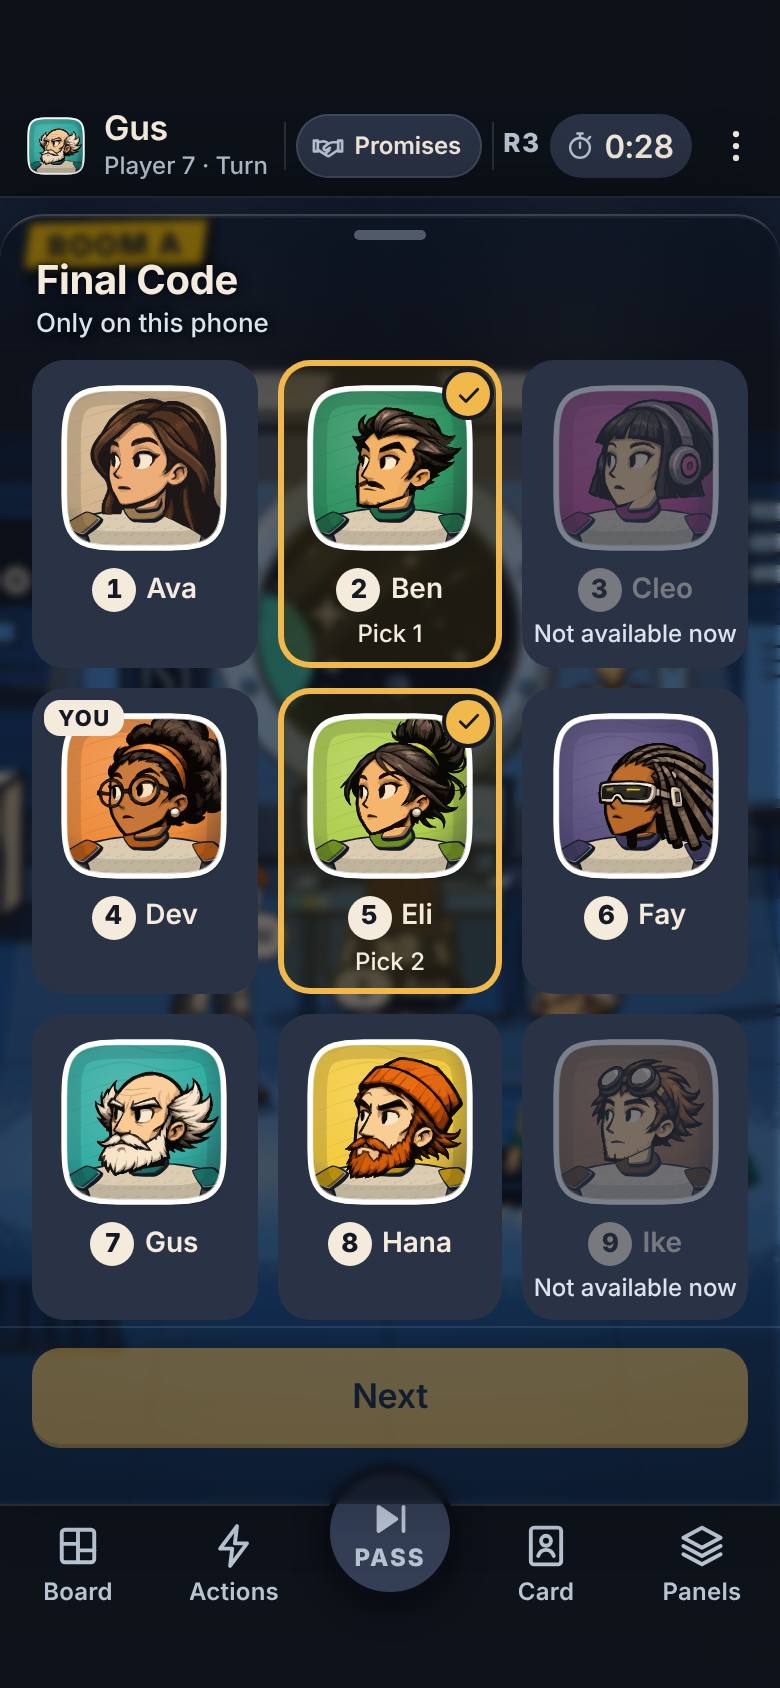 Gus
Player 7 · Turn
Promises
R3
0:28
ROOM A
Final Code
Only on this phone
1 Ava
2 Ben
Pick 1
3 Cleo
Not available now
YOU
4 Dev
5 Eli
Pick 2
6 Fay
7 Gus
8 Hana
9 Ike
Not available now
Next
Board
Actions
PASS
Card
Panels